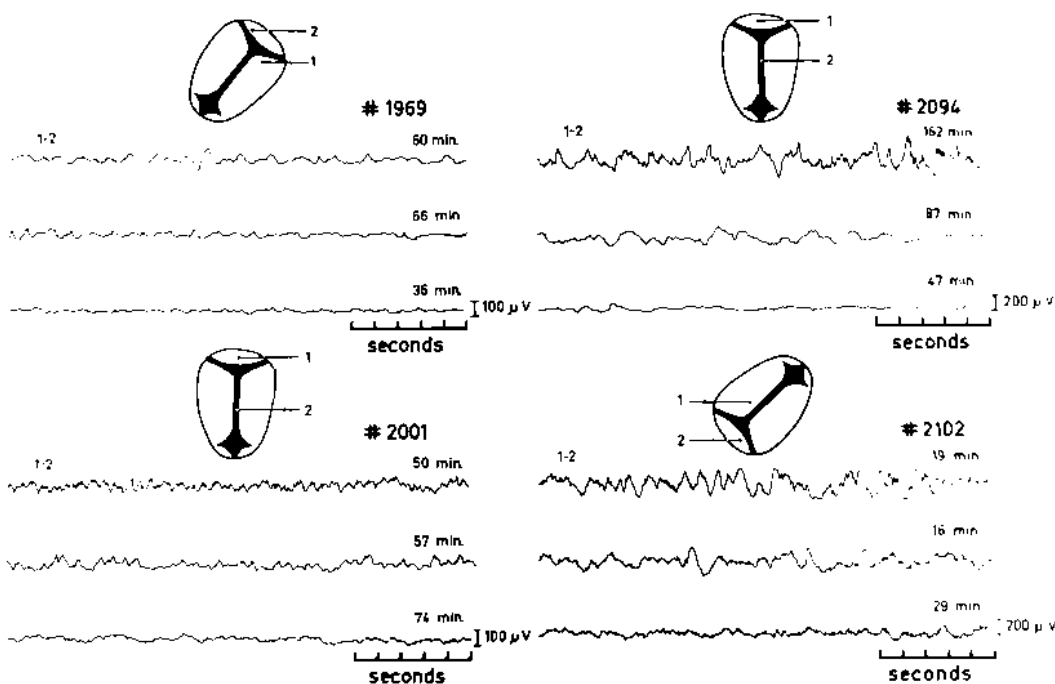 2
1
# 1969
1-2
60 min.
66 min.
36 min.
100 µV
seconds
1
2
# 2094
1-2
162 min
87 min.
47 min.
200 µV
seconds
1
2
# 2001
1-2
50 min.
57 min.
74 min.
100 µV
seconds
1
2
# 2102
1-2
16 min
29 min
200 µV
seconds